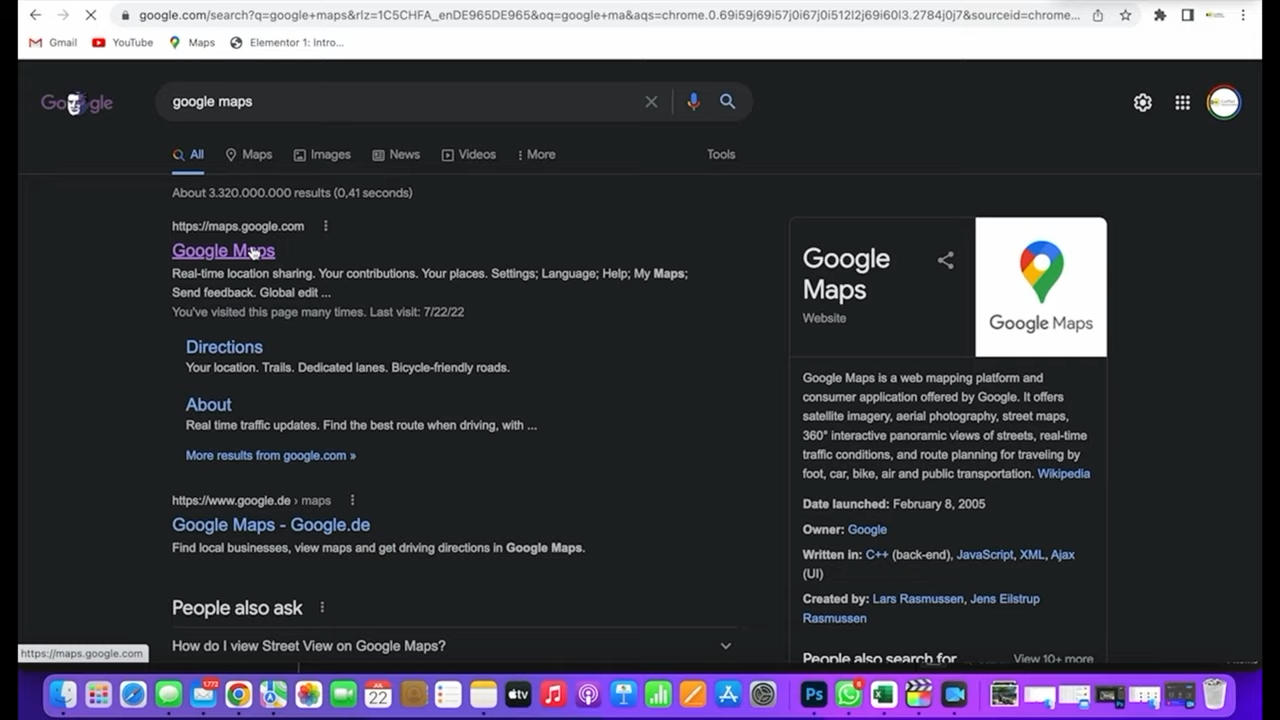 google.com/search?q=google+maps&rlz=1C5CHFA_enDE965DE965&oq=google+ma&aqs=chrome.0.69i59j69i57j0i67j0i512l2j69i60l3.2784j0j7&sourceid=chrome...
Gmail YouTube Maps Elementor 1: Intro...
Google google maps
All Maps Images News Videos More Tools
About 3.320.000.000 results (0,41 seconds)
https://maps.google.com
Google Maps
Real-time location sharing. Your contributions. Your places. Settings; Language; Help; My Maps;
Send feedback. Global edit ...
You've visited this page many times. Last visit: 7/22/22
Directions
Your location. Trails. Dedicated lanes. Bicycle-friendly roads.
About
Real time traffic updates. Find the best route when driving, with ...
More results from google.com »
https://www.google.de › maps
Google Maps - Google.de
Find local businesses, view maps and get driving directions in Google Maps.
People also ask
How do I view Street View on Google Maps?
https://maps.google.com
Google
Maps
Website
Google Maps
Google Maps is a web mapping platform and
consumer application offered by Google. It offers
satellite imagery, aerial photography, street maps,
360° interactive panoramic views of streets, real-time
traffic conditions, and route planning for traveling by
foot, car, bike, air and public transportation. Wikipedia
Date launched: February 8, 2005
Owner: Google
Written in: C++ (back-end), JavaScript, XML, Ajax
(UI)
Created by: Lars Rasmussen, Jens Eilstrup
Rasmussen
People also search for View 10+ more
1772 JUL 22 tv Ps